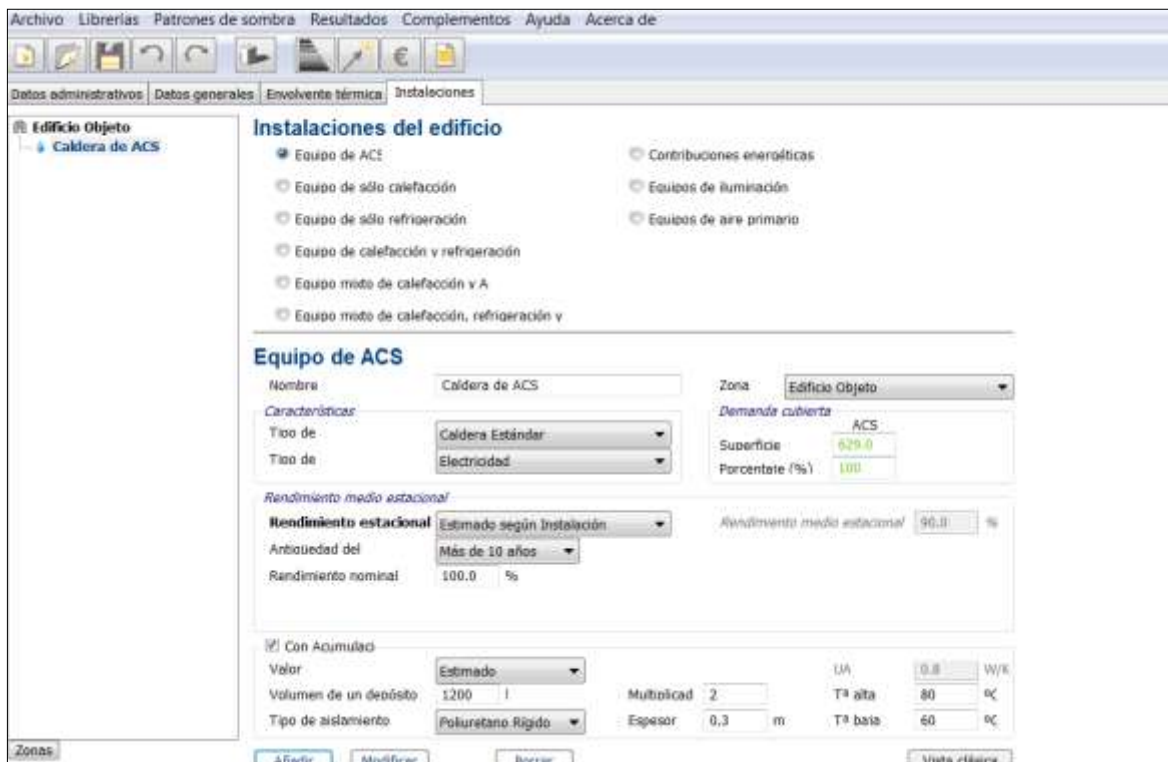 Archivo Librerías Patrones de sombra Resultados Complementos Ayuda Acerca de
€
Datos administrativos Datos generales Envolvente térmica Instalaciones
Edificio Objeto
Caldera de ACS
Instalaciones del edificio
Equipo de ACS
Contribuciones energéticas
Equipo de sólo calefacción
Equipos de iluminación
Equipo de sólo refrigeración
Equipos de aire primario
Equipo de calefacción y refrigeración
Equipo mixto de calefacción y A
Equipo mixto de calefacción, refrigeración y
Equipo de ACS
Nombre Caldera de ACS Zona Edificio Objeto
Características Demanda cubierta
ACS
Tipo de Caldera Estándar
Superficie 629.0
Tipo de Electricidad
Porcentaje (%) 100
Rendimiento medio estacional
Rendimiento estacional Estimado según Instalación Rendimiento medio estacional 90.0 %
Antigüedad del Más de 10 años
Rendimiento nominal 100.0 %
Con Acumulaci
Valor Estimado UA 0.8 W/K
Volumen de un depósito 1200 l Multiplicad 2 Tª alta 80 ºC
Tipo de aislamiento Poliuretano Rígido Espesor 0.3 m Tª baja 60 ºC
Zonas
Añadir Modificar Borrar Vista clásica